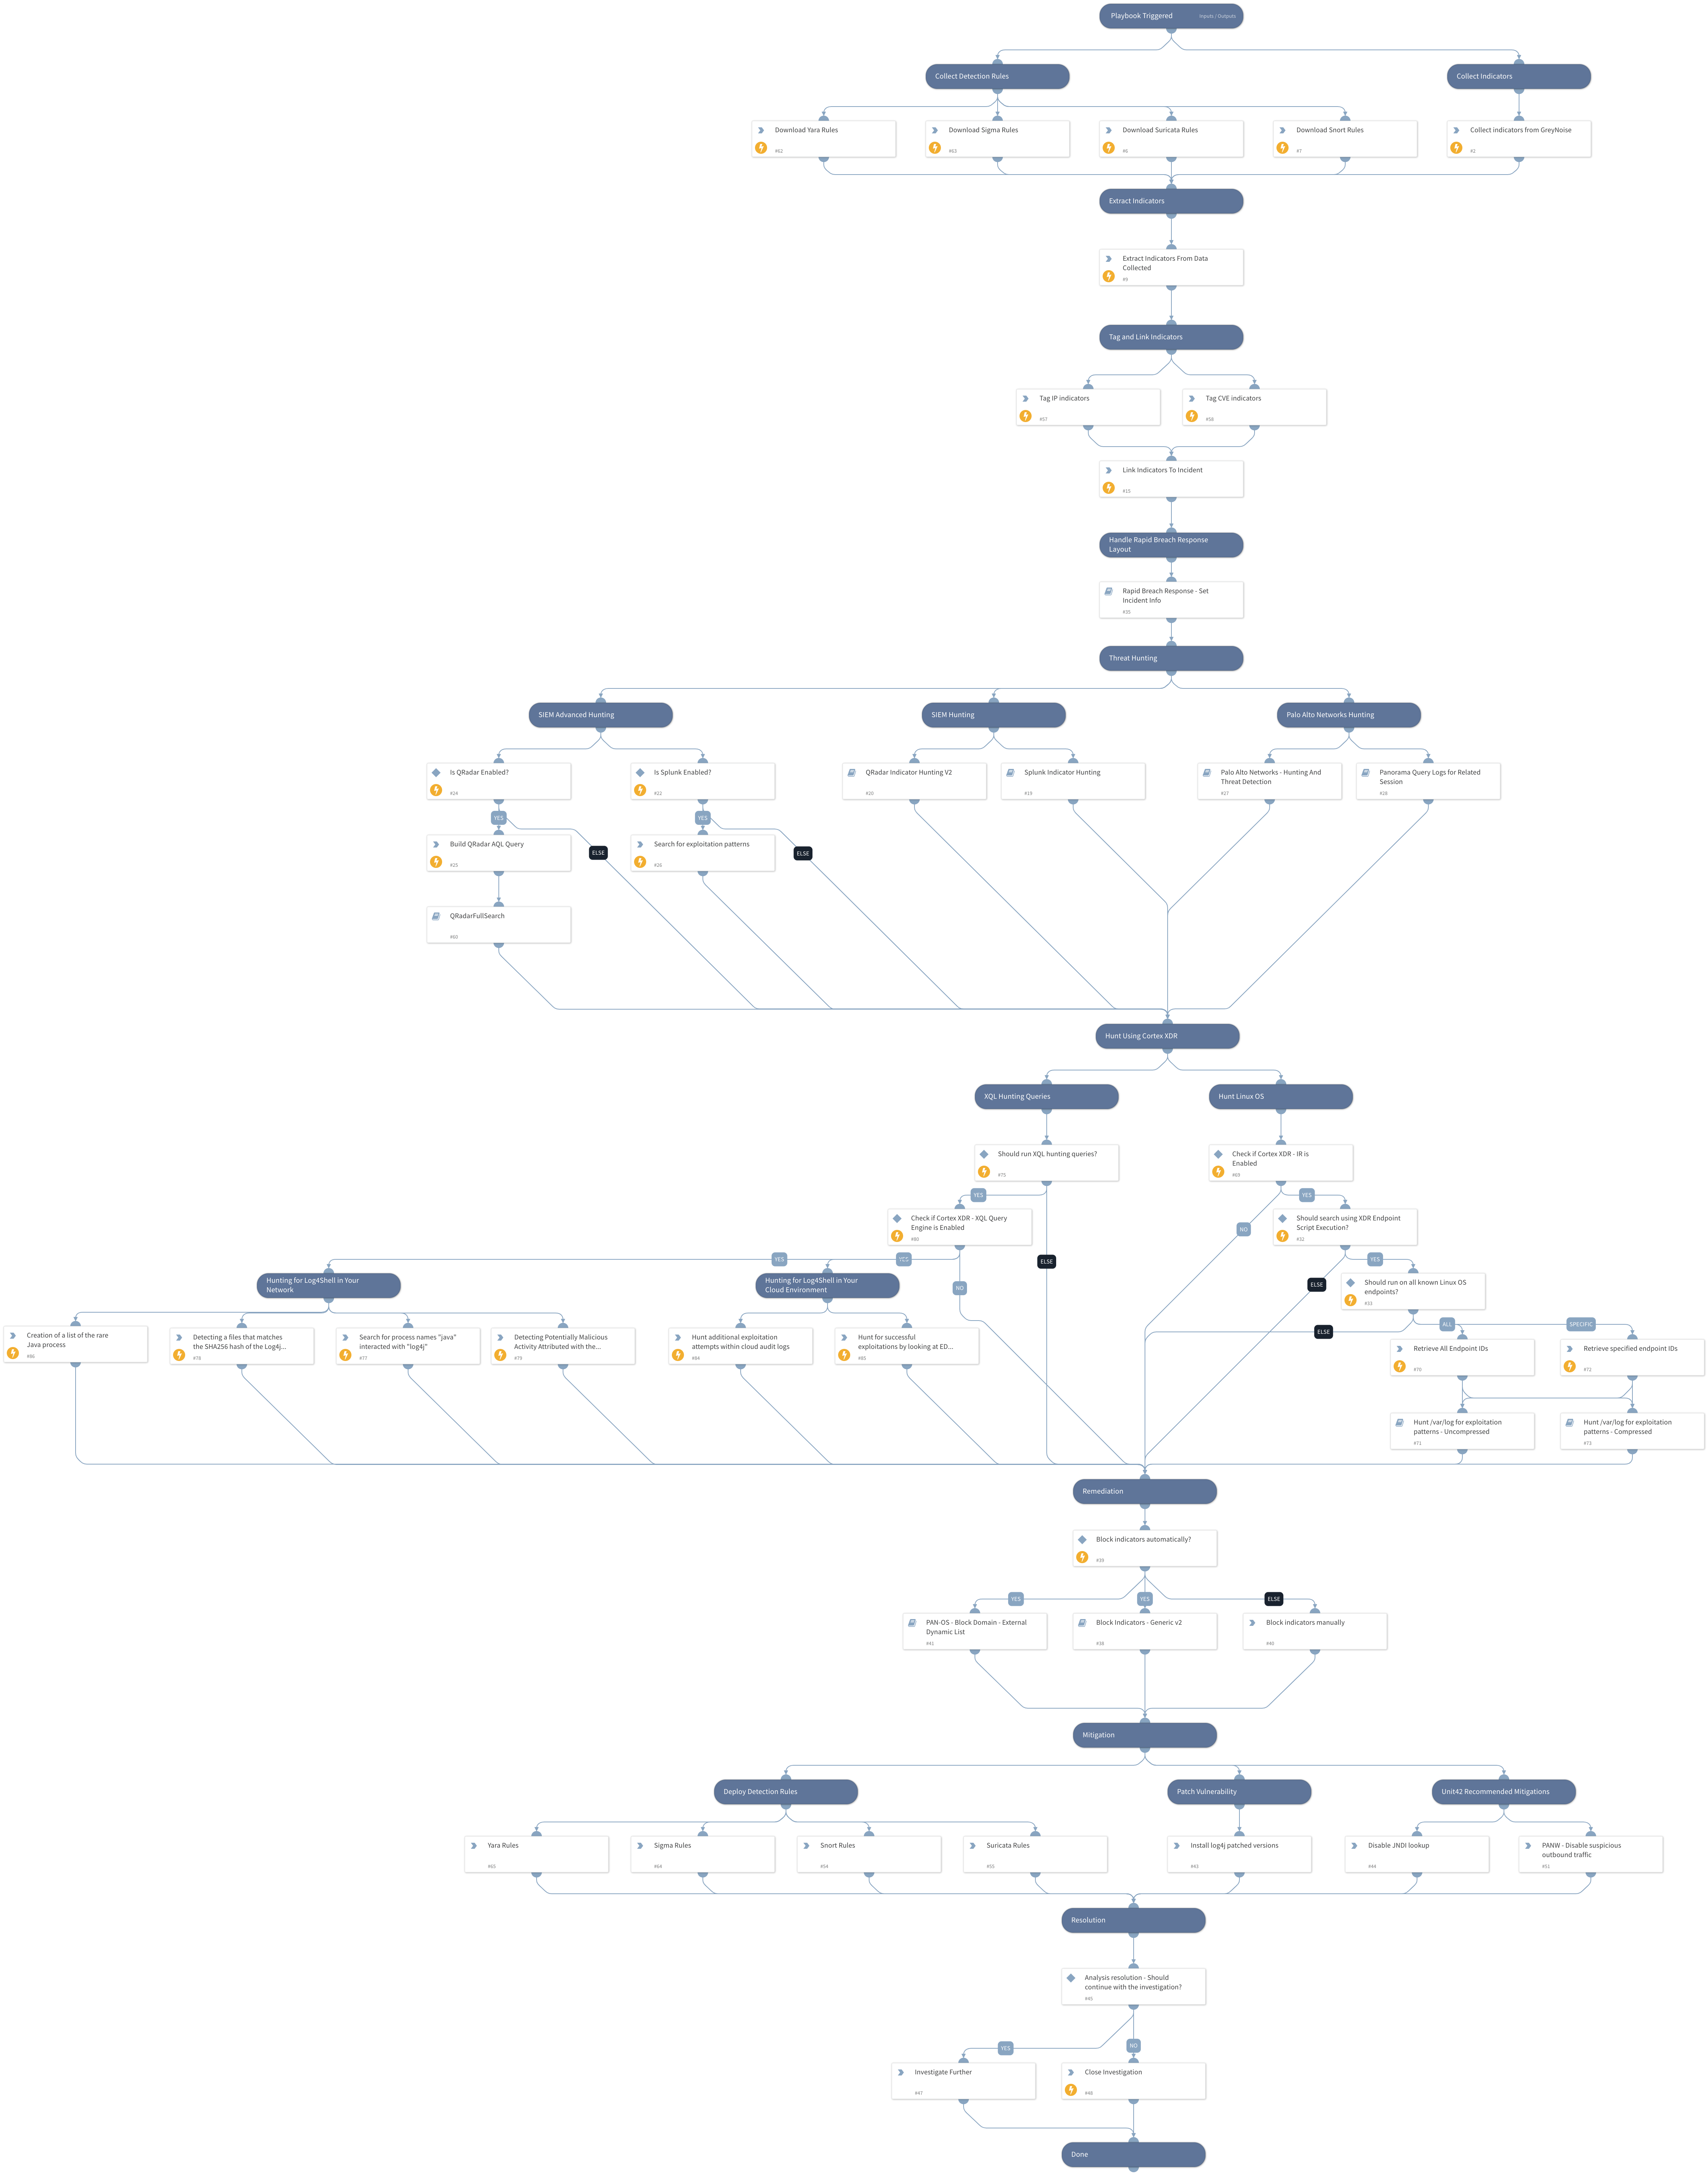 Playbook Triggered
Inputs / Outputs
Collect Detection Rules
Collect Indicators
Download Yara Rules
#62
Download Sigma Rules
#63
Download Suricata Rules
#6
Download Snort Rules
#7
Collect indicators from GreyNoise
#2
Extract Indicators
Extract Indicators From Data
Collected
#9
Tag and Link Indicators
Tag IP indicators
#57
Tag CVE indicators
#58
Link Indicators To Incident
#15
Handle Rapid Breach Response
Layout
Rapid Breach Response - Set
Incident Info
#35
Threat Hunting
SIEM Advanced Hunting
SIEM Hunting
Palo Alto Networks Hunting
Is QRadar Enabled?
#24
Is Splunk Enabled?
#22
QRadar Indicator Hunting V2
#20
Splunk Indicator Hunting
#19
Palo Alto Networks - Hunting And
Threat Detection
#27
Panorama Query Logs for Related
Session
#28
YES
YES
Build QRadar AQL Query
#25
ELSE
Search for exploitation patterns
#26
ELSE
QRadarFullSearch
#60
Hunt Using Cortex XDR
XQL Hunting Queries
Hunt Linux OS
Should run XQL hunting queries?
#75
Check if Cortex XDR - IR is
Enabled
#69
YES
YES
Check if Cortex XDR - XQL Query
Engine is Enabled
#80
NO
Should search using XDR Endpoint
Script Execution?
#32
YES
YES
ELSE
YES
Hunting for Log4Shell in Your
Network
Hunting for Log4Shell in Your
Cloud Environment
NO
ELSE
Should run on all known Linux OS
endpoints?
#33
Creation of a list of the rare
Java process
#86
Detecting a files that matches
the SHA256 hash of the Log4j...
#78
Search for process names "java"
interacted with "log4j"
#77
Detecting Potentially Malicious
Activity Attributed with the...
#79
Hunt additional exploitation
attempts within cloud audit logs
#84
Hunt for successful
exploitations by looking at ED...
#85
ELSE
ALL
SPECIFIC
Retrieve All Endpoint IDs
#70
Retrieve specified endpoint IDs
#72
Hunt /var/log for exploitation
patterns - Uncompressed
#71
Hunt /var/log for exploitation
patterns - Compressed
#73
Remediation
Block indicators automatically?
#39
YES
YES
ELSE
PAN-OS - Block Domain - External
Dynamic List
#41
Block Indicators - Generic v2
#38
Block indicators manually
#40
Mitigation
Deploy Detection Rules
Patch Vulnerability
Unit42 Recommended Mitigations
Yara Rules
#65
Sigma Rules
#64
Snort Rules
#54
Suricata Rules
#55
Install log4j patched versions
#43
Disable JNDI lookup
#44
PANW - Disable suspicious
outbound traffic
#52
Resolution
Analysis resolution - Should
continue with the investigation?
#45
YES
NO
Investigate Further
#47
Close Investigation
#48
Done